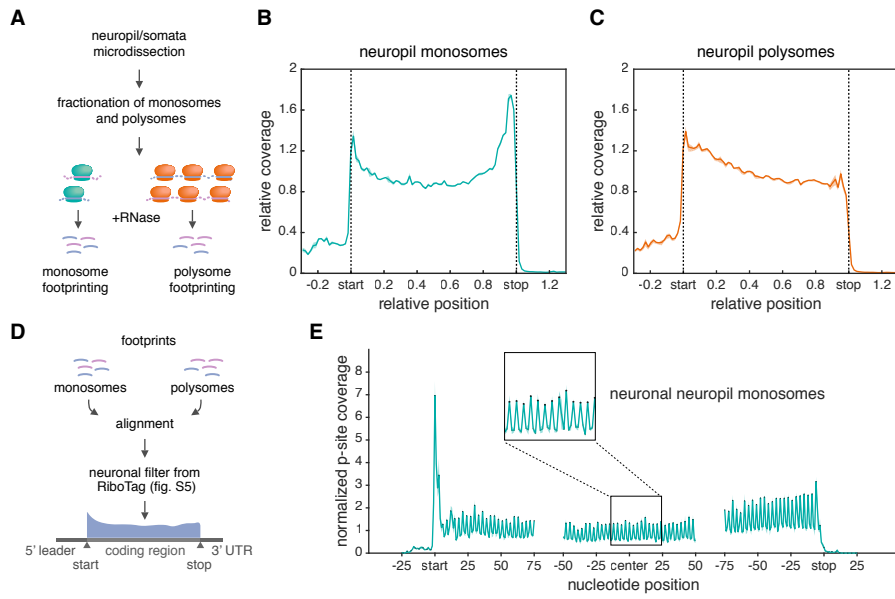 A
neuropil/somata
microdissection
fractionation of monosomes
and polysomes
+RNase
monosome
footprinting
polysome
footprinting
B
neuropil monosomes
relative coverage
2
1.6
1.2
0.8
0.4
0
-0.2 start 0.2 0.4 0.6 0.8 stop 1.2
relative position
C
neuropil polysomes
relative coverage
2
1.6
1.2
0.8
0.4
0
-0.2 start 0.2 0.4 0.6 0.8 stop 1.2
relative position
D
footprints
monosomes polysomes
alignment
neuronal filter from
RiboTag (fig. S5)
5' leader coding region 3' UTR
start stop
E
neuronal neuropil monosomes
normalized p-site coverage
8
7
6
5
4
3
2
1
0
-25 start 25 50 75 -50 -25 center 25 50 -75 -50 -25 stop 25
nucleotide position